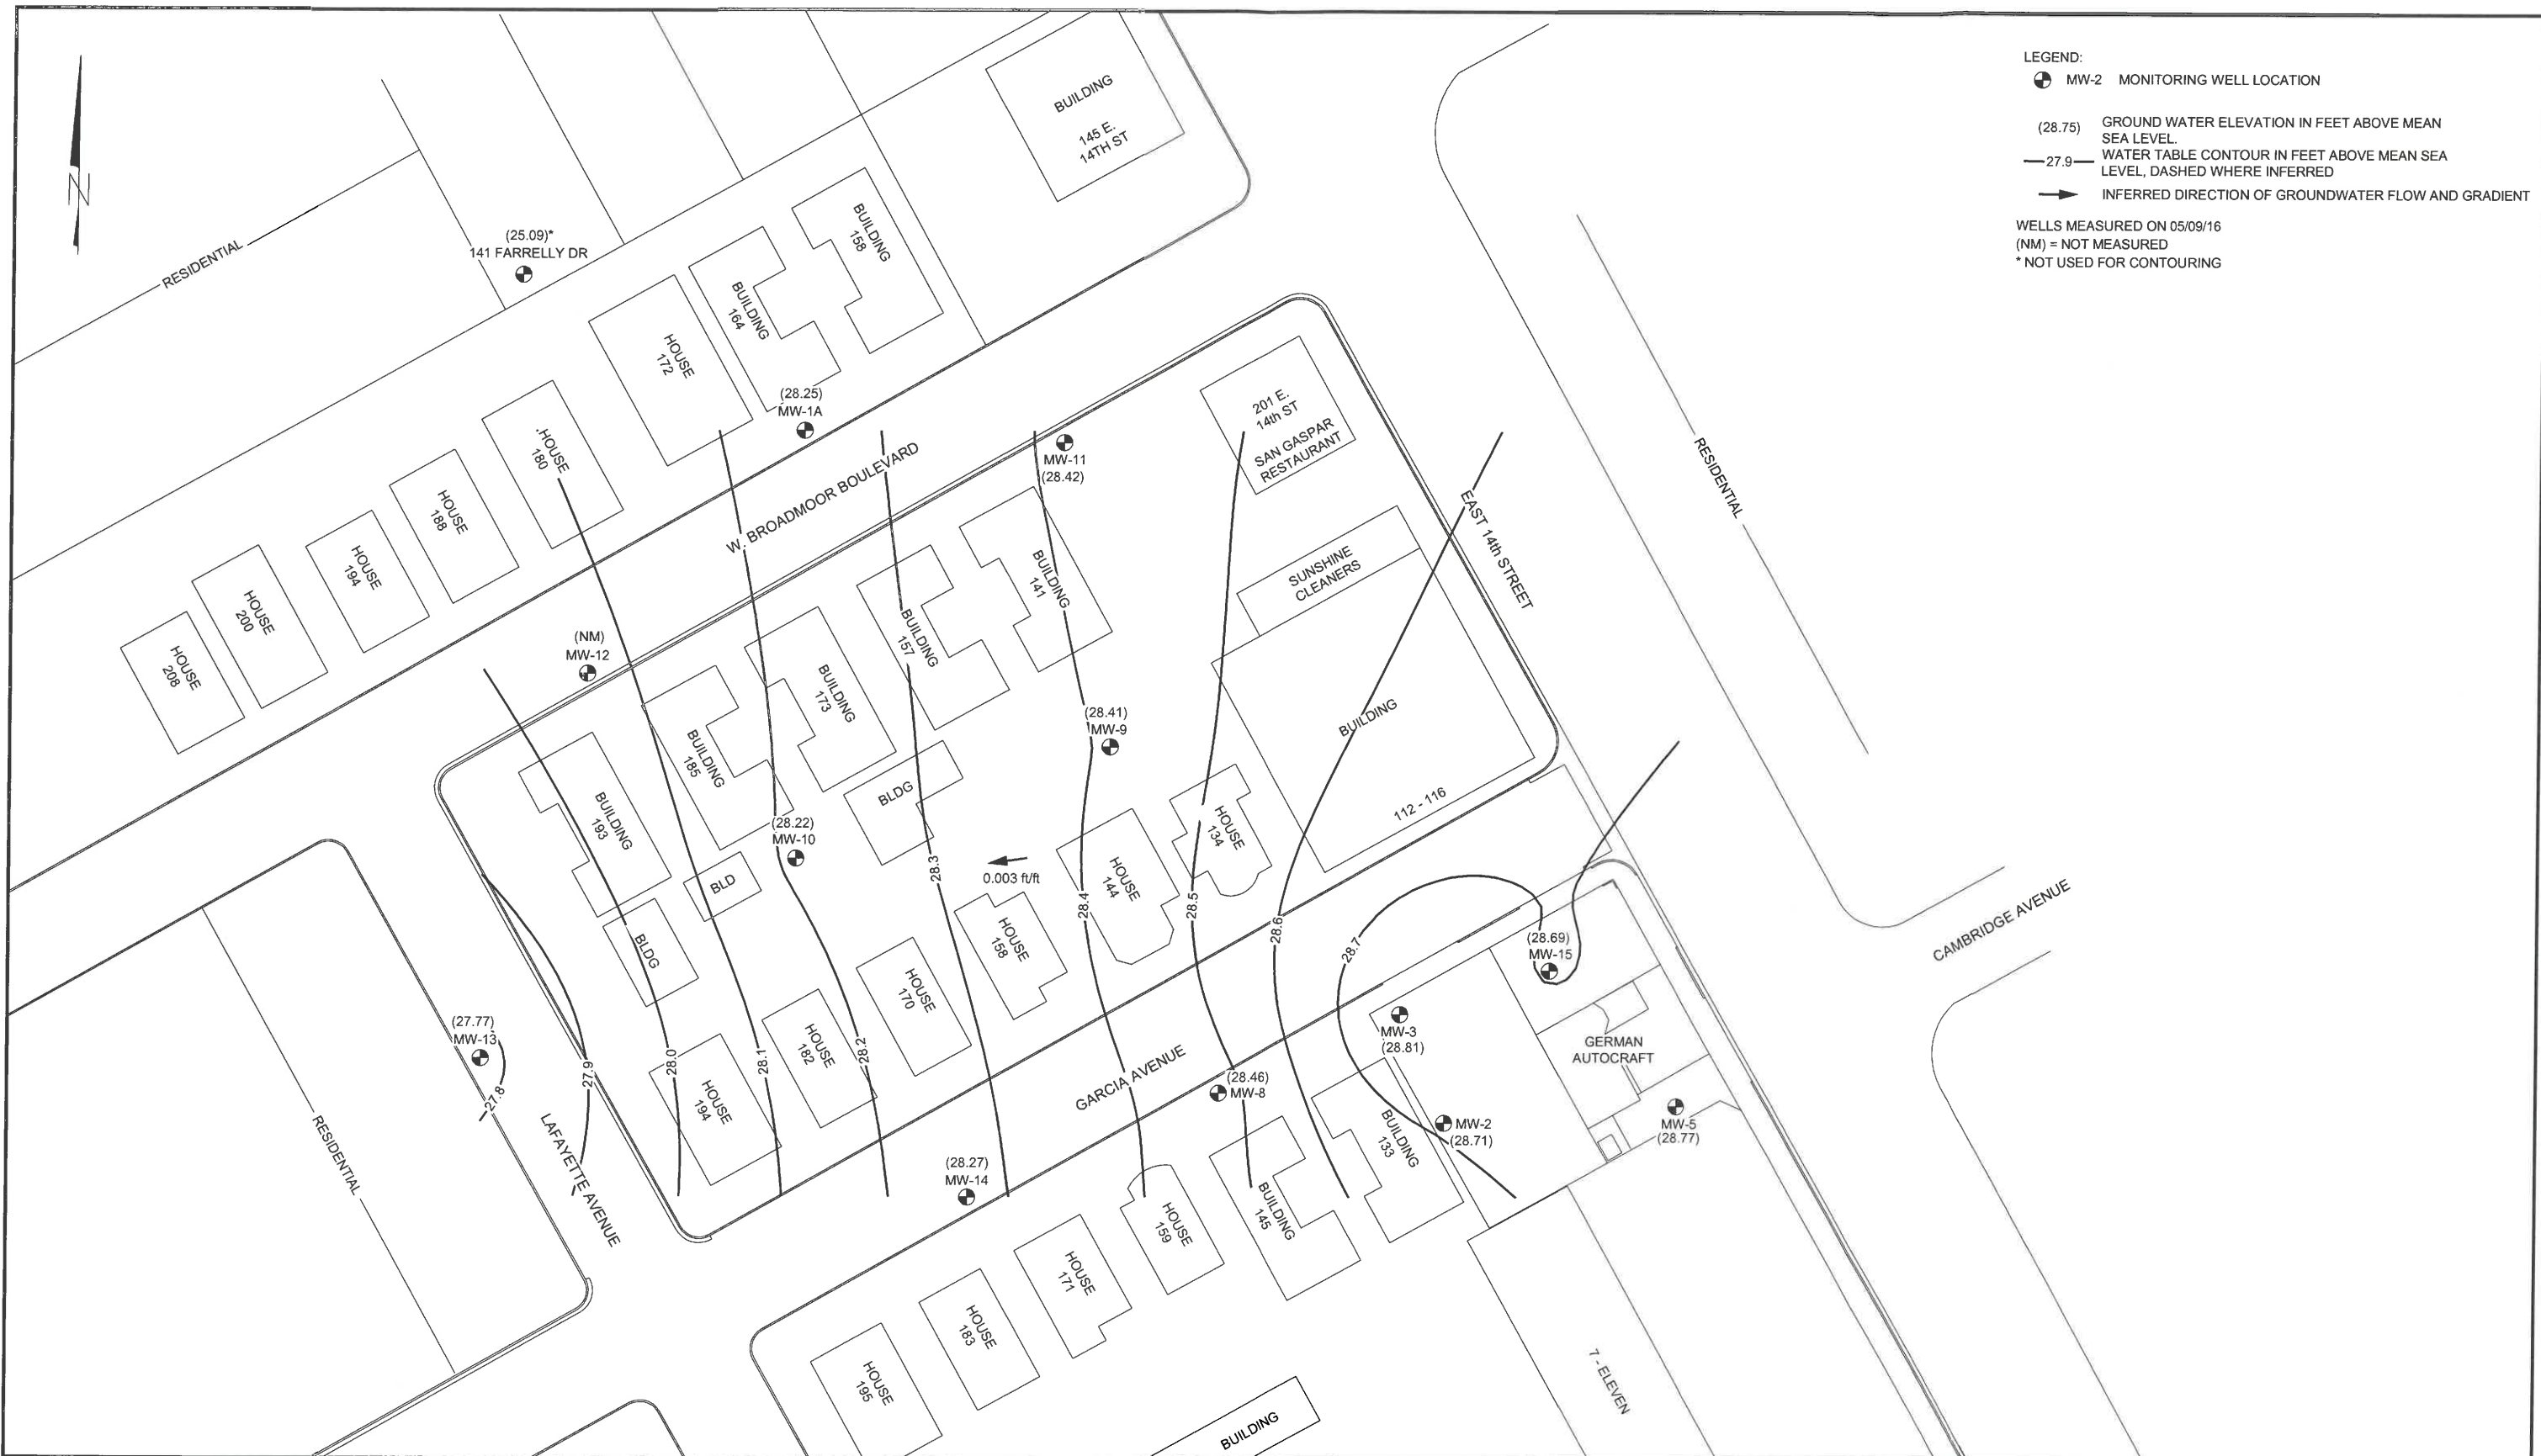 LEGEND:
MW-2 MONITORING WELL LOCATION
(28.75) GROUND WATER ELEVATION IN FEET ABOVE MEAN
SEA LEVEL.
27.9 WATER TABLE CONTOUR IN FEET ABOVE MEAN SEA
LEVEL, DASHED WHERE INFERRED
INFERRED DIRECTION OF GROUNDWATER FLOW AND GRADIENT
WELLS MEASURED ON 05/09/16
(NM) = NOT MEASURED
* NOT USED FOR CONTOURING
N
BUILDING
145 E.
14TH ST
RESIDENTIAL
(25.09)*
141 FARRELLY DR
BUILDING
158
BUILDING
164
HOUSE
172
(28.25)
MW-1A
HOUSE
180
HOUSE
188
HOUSE
194
HOUSE
200
HOUSE
208
W. BROADMOOR BOULEVARD
MW-11
(28.42)
201 E.
14th ST
SAN GASPAR
RESTAURANT
EAST 14th STREET
RESIDENTIAL
SUNSHINE
CLEANERS
BUILDING
112 - 116
BUILDING
141
BUILDING
157
BUILDING
173
BUILDING
185
BUILDING
193
(NM)
MW-12
(28.41)
MW-9
(28.22)
MW-10
BLDG
BLD
BLDG
0.003 ft/ft
HOUSE
134
HOUSE
144
HOUSE
158
HOUSE
170
HOUSE
182
HOUSE
194
27.8
27.9
28.0
28.1
28.2
28.3
28.4
28.5
28.6
28.7
(27.77)
MW-13
RESIDENTIAL
LAFAYETTE AVENUE
GARCIA AVENUE
CAMBRIDGE AVENUE
(28.69)
MW-15
MW-3
(28.81)
GERMAN
AUTOCRAFT
MW-2
(28.71)
MW-5
(28.77)
(28.46)
MW-8
(28.27)
MW-14
BUILDING
133
BUILDING
145
HOUSE
159
HOUSE
171
HOUSE
183
HOUSE
195
7 - ELEVEN
BUILDING